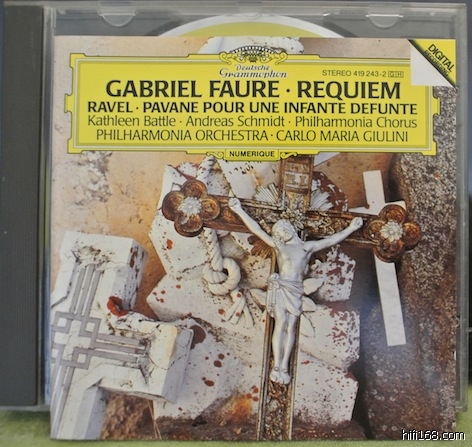 Deutsche
Grammophon
STEREO 419 243-2 GH
DIGITAL
GABRIEL FAURE · REQUIEM
RAVEL · PAVANE POUR UNE INFANTE DEFUNTE
Kathleen Battle · Andreas Schmidt · Philharmonia Chorus
PHILHARMONIA ORCHESTRA · CARLO MARIA GIULINI
NUMERIQUE
hifi168.com